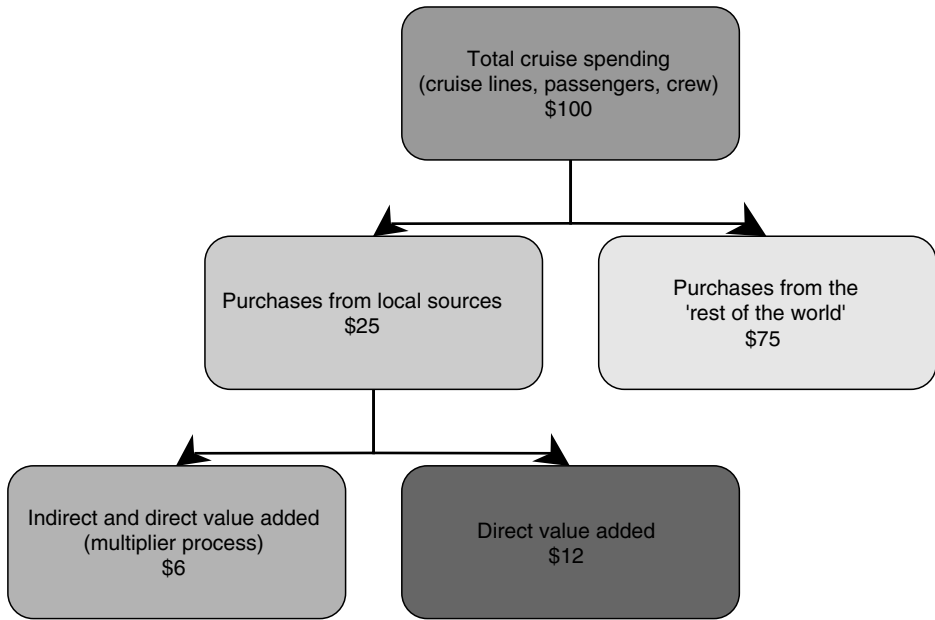 Total cruise spending
(cruise lines, passengers, crew)
$100
Purchases from local sources
$25
Purchases from the
'rest of the world'
$75
Indirect and direct value added
(multiplier process)
$6
Direct value added
$12